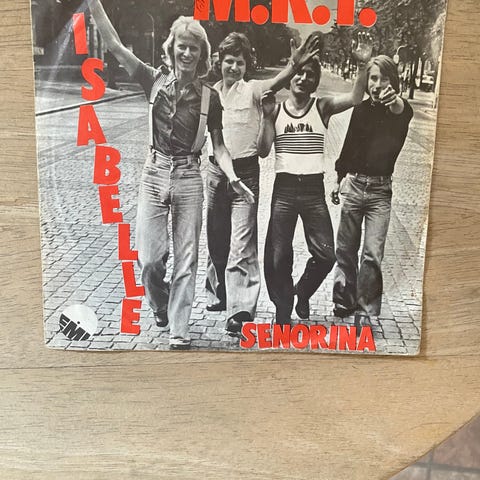 M.R.T.
ISABELLE
SENORINA
EMI